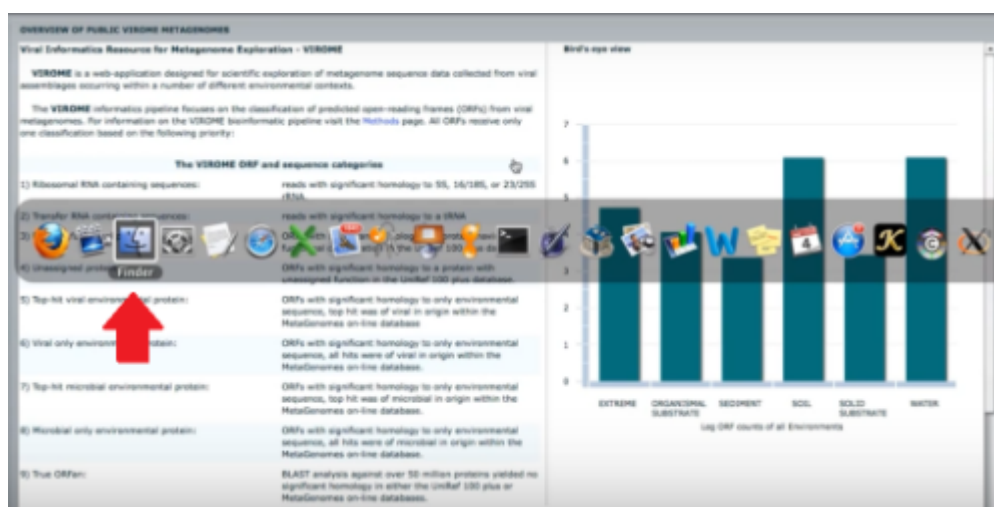 OVERVIEW OF PUBLIC VIROME METAGENOMES
Viral Informatics Resource for Metagenome Exploration - VIROME
VIROME is a web-application designed for scientific exploration of metagenome sequence data collected from viral
assemblages occurring within a number of different environmental contexts.
The VIROME informatics pipeline focuses on the classification of predicted open-reading frames (ORFs) from viral
metagenomes. For information on the VIROME bioinformatic pipeline visit the Methods page. All ORFs receive only
one classification based on the following priority:
The VIROME ORF and sequence categories
1) Ribosomal RNA containing sequences:
reads with significant homology to 5S, 16/18S, or 23/25S
rRNA.
2) Transfer RNA containing sequences:
reads with significant homology to a tRNA
3)
in the 100 plus
Finder
4) Unassigned
ORFs with significant homology to a protein with
unassigned function in the UniRef 100 plus database.
5) Top-hit viral environmental protein:
ORFs with significant homology to only environmental
sequence, top hit was of viral in origin within the
MetaGenomes on-line database
6) Viral only
ORFs with significant homology to only environmental
sequence, all hits were of viral in origin within the
MetaGenomes on-line database.
7) Top-hit microbial environmental protein:
ORFs with significant homology to only environmental
sequence, top hit was of microbial in origin within the
MetaGenomes on-line database.
8) Microbial only environmental protein:
ORFs with significant homology to only environmental
sequence, all hits were of microbial in origin within the
MetaGenomes on-line database.
9) True ORFan:
BLAST analysis against over 50 million proteins yielded no
significant homology in either the UniRef 100 plus or
MetaGenomes on-line databases.
Bird's eye view
7
6
5
3
2
1
0
EXTREME ORGANISMAL SUBSTRATE SEDIMENT SOIL SOLID SUBSTRATE WATER
Log ORF counts of all Environments